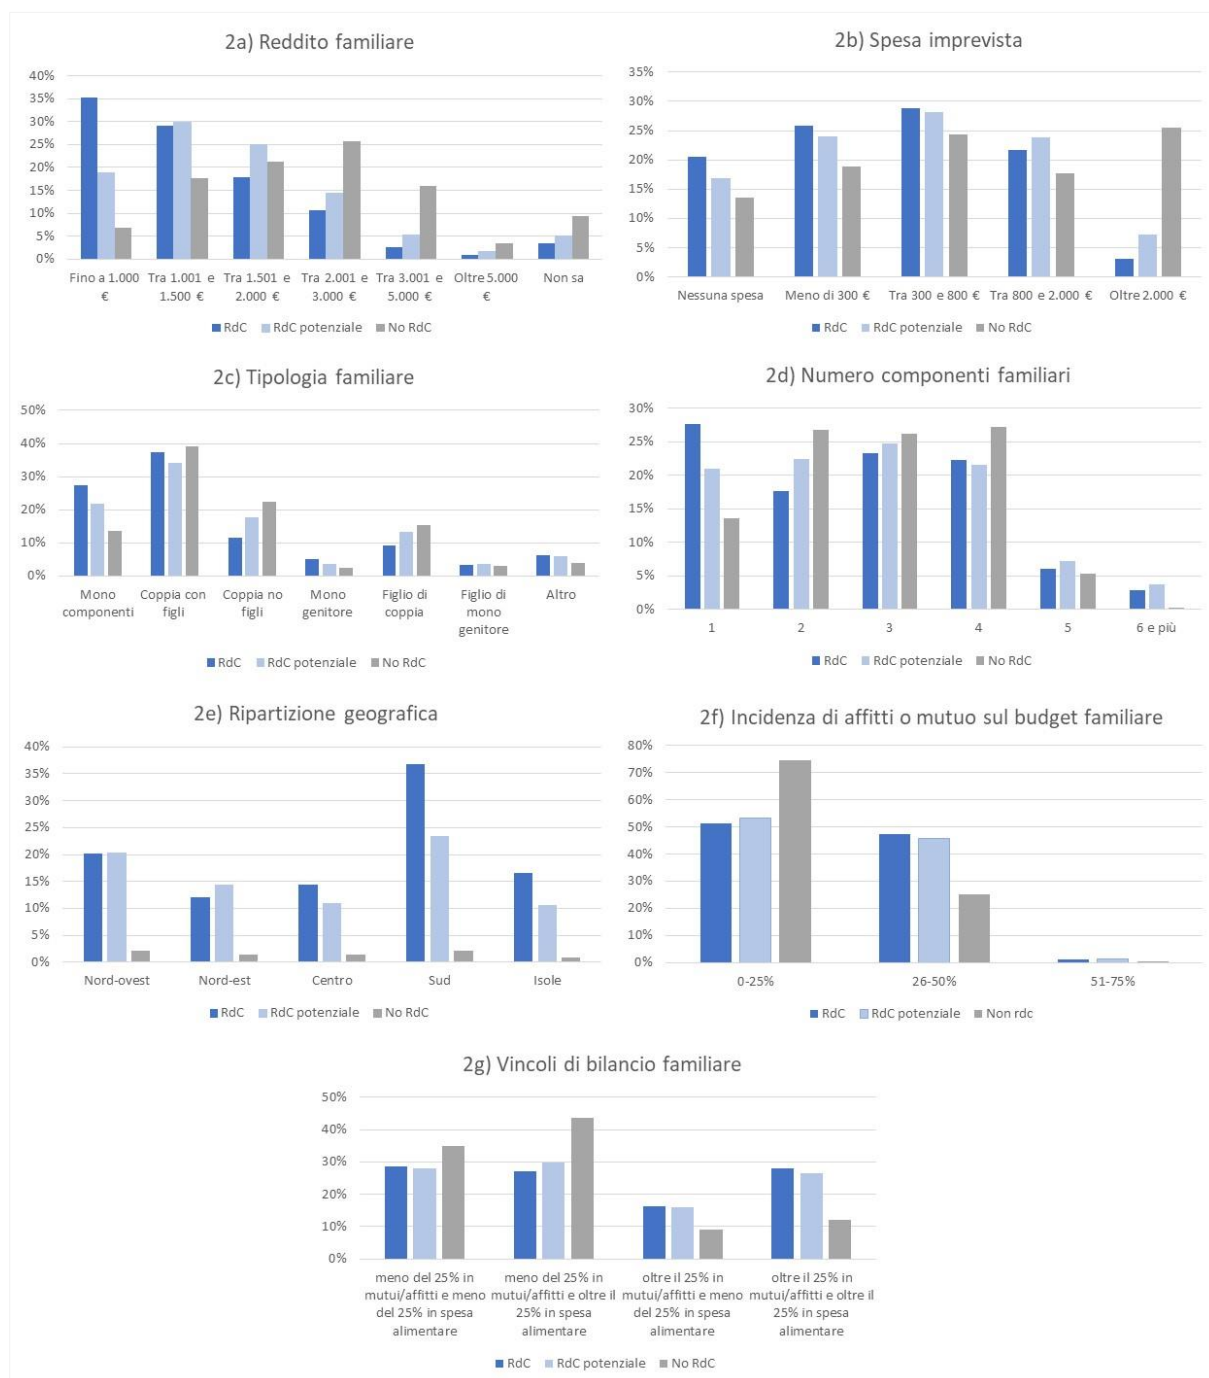 2a) Reddito familiare
40%
35%
30%
25%
20%
15%
10%
5%
0%
Fino a 1.000 Tra 1.001 e Tra 1.501 e Tra 2.001 e Tra 3.001 e Oltre 5.000 Non sa
€ 1.500 € 2.000 € 3.000 € 5.000 € €
RdC RdC potenziale No RdC
2b) Spesa imprevista
35%
30%
25%
20%
15%
10%
5%
0%
Nessuna spesa Meno di 300 € Tra 300 e 800 € Tra 800 e 2.000 € Oltre 2.000 €
RdC RdC potenziale No RdC
2c) Tipologia familiare
50%
40%
30%
20%
10%
0%
Mono Coppia con Coppia no Mono Figlio di Figlio di Altro
componenti figli figli genitore coppia mono
genitore
RdC RdC potenziale No RdC
2d) Numero componenti familiari
30%
25%
20%
15%
10%
5%
0%
1 2 3 4 5 6 e più
RdC RdC potenziale No RdC
2e) Ripartizione geografica
40%
35%
30%
25%
20%
15%
10%
5%
0%
Nord-ovest Nord-est Centro Sud Isole
RdC RdC potenziale No RdC
2f) Incidenza di affitti o mutuo sul budget familiare
80%
70%
60%
50%
40%
30%
20%
10%
0%
0-25% 26-50% 51-75%
RdC RdC potenziale Non rdc
2g) Vincoli di bilancio familiare
50%
40%
30%
20%
10%
0%
meno del 25% in meno del 25% in oltre il 25% in oltre il 25% in
mutui/affitti e meno mutui/affitti e oltre il mutui/affitti e meno mutui/affitti e oltre il
del 25% in spesa 25% in spesa del 25% in spesa 25% in spesa
alimentare alimentare alimentare alimentare
RdC RdC potenziale No RdC